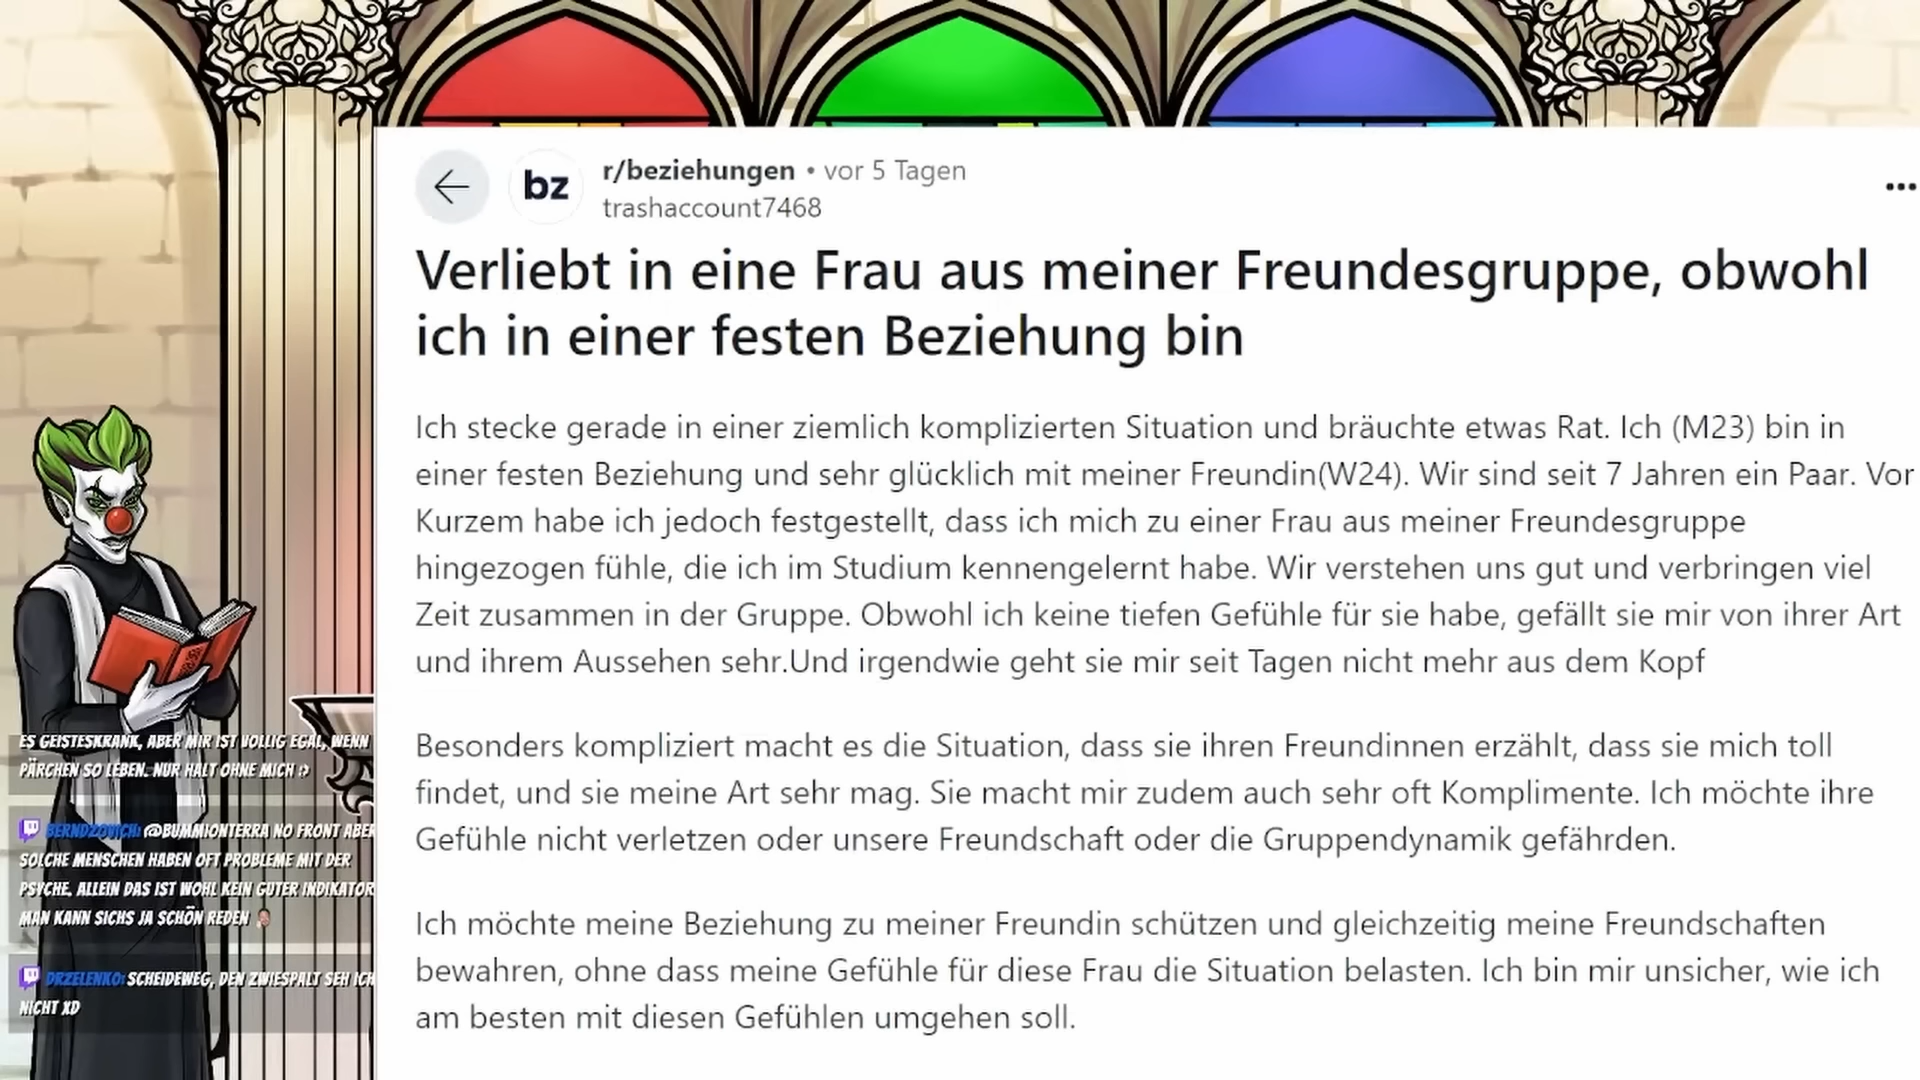 bz
r/beziehungen • vor 5 Tagen
trashaccount7468
Verliebt in eine Frau aus meiner Freundesgruppe, obwohl
ich in einer festen Beziehung bin
Ich stecke gerade in einer ziemlich komplizierten Situation und bräuchte etwas Rat. Ich (M23) bin in
einer festen Beziehung und sehr glücklich mit meiner Freundin(W24). Wir sind seit 7 Jahren ein Paar. Vor
Kurzem habe ich jedoch festgestellt, dass ich mich zu einer Frau aus meiner Freundesgruppe
hingezogen fühle, die ich im Studium kennengelernt habe. Wir verstehen uns gut und verbringen viel
Zeit zusammen in der Gruppe. Obwohl ich keine tiefen Gefühle für sie habe, gefällt sie mir von ihrer Art
und ihrem Aussehen sehr.Und irgendwie geht sie mir seit Tagen nicht mehr aus dem Kopf
Besonders kompliziert macht es die Situation, dass sie ihren Freundinnen erzählt, dass sie mich toll
findet, und sie meine Art sehr mag. Sie macht mir zudem auch sehr oft Komplimente. Ich möchte ihre
Gefühle nicht verletzen oder unsere Freundschaft oder die Gruppendynamik gefährden.
Ich möchte meine Beziehung zu meiner Freundin schützen und gleichzeitig meine Freundschaften
bewahren, ohne dass meine Gefühle für diese Frau die Situation belasten. Ich bin mir unsicher, wie ich
am besten mit diesen Gefühlen umgehen soll.
ES GEISTESKRANK, ABER MIR IST VÖLLIG EGAL, WENN
PÄRCHEN SO LEBEN. NUR HALT OHNE MICH :)
BERNDZOVICH: @BUMMIONTERRA NO FRONT ABER
SOLCHE MENSCHEN HABEN OFT PROBLEME MIT DER
PSYCHE. ALLEIN DAS IST WOHL KEIN GUTER INDIKATOR
MAN KANN SICHS JA SCHÖN REDEN
DRZELENKO: SCHEIDEWEG, DEN ZWIESPALT SEH ICH
NICHT XD